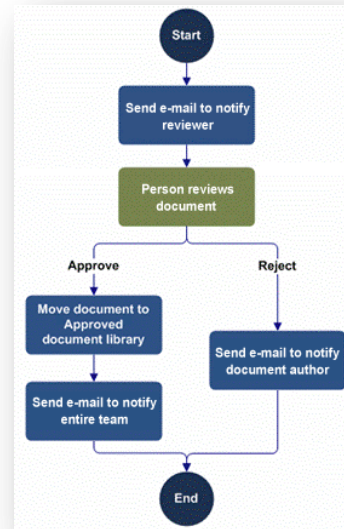 Start
Send e-mail to notify
reviewer
Person reviews
document
Approve
Reject
Move document to
Approved
document library
Send e-mail to notify
document author
Send e-mail to notify
entire team
End